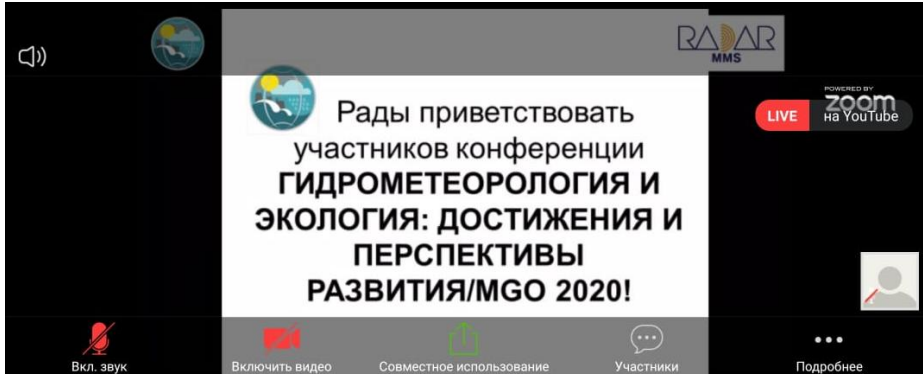 RADAR
MMS
POWERED BY
zoom
LIVE на YouTube
Рады приветствовать
участников конференции
ГИДРОМЕТЕОРОЛОГИЯ И
ЭКОЛОГИЯ: ДОСТИЖЕНИЯ И
ПЕРСПЕКТИВЫ
РАЗВИТИЯ/MGO 2020!
Вкл. звук
Включить видео
Совместное использование
Участники
Подробнее